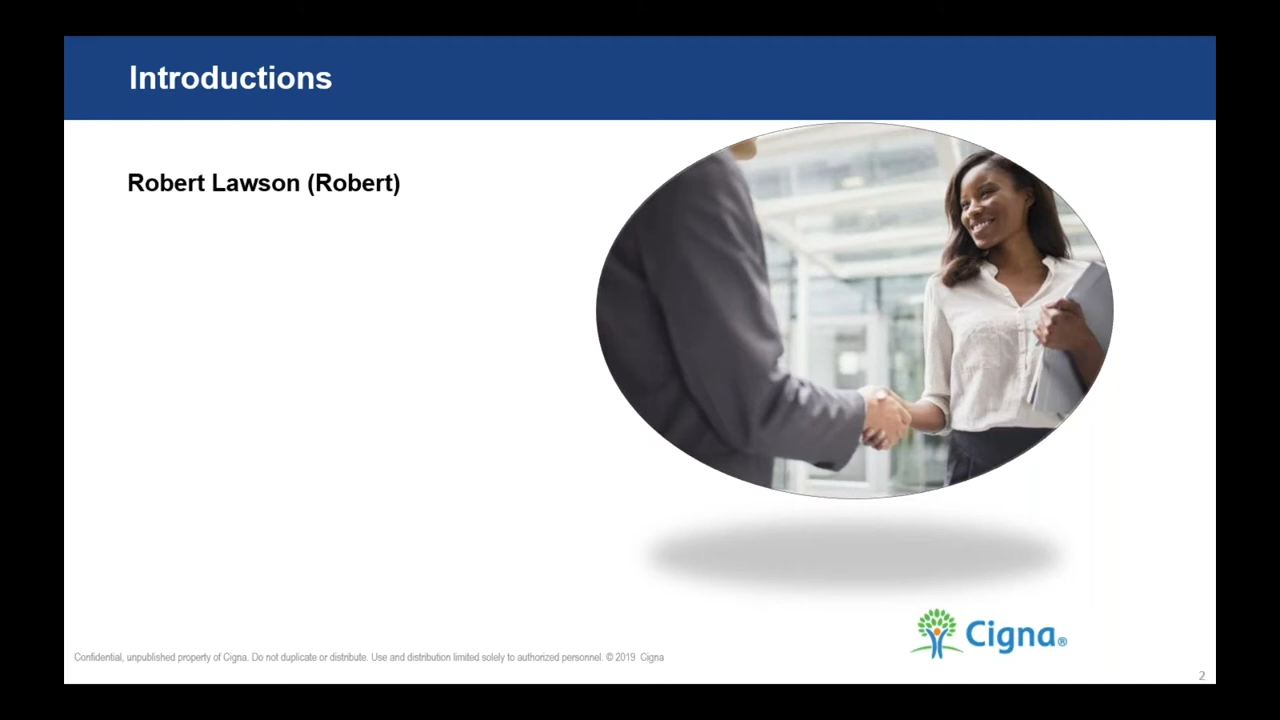 Introductions
Robert Lawson (Robert)
Cigna®
Confidential, unpublished property of Cigna. Do not duplicate or distribute. Use and distribution limited solely to authorized personnel. © 2019 Cigna
2